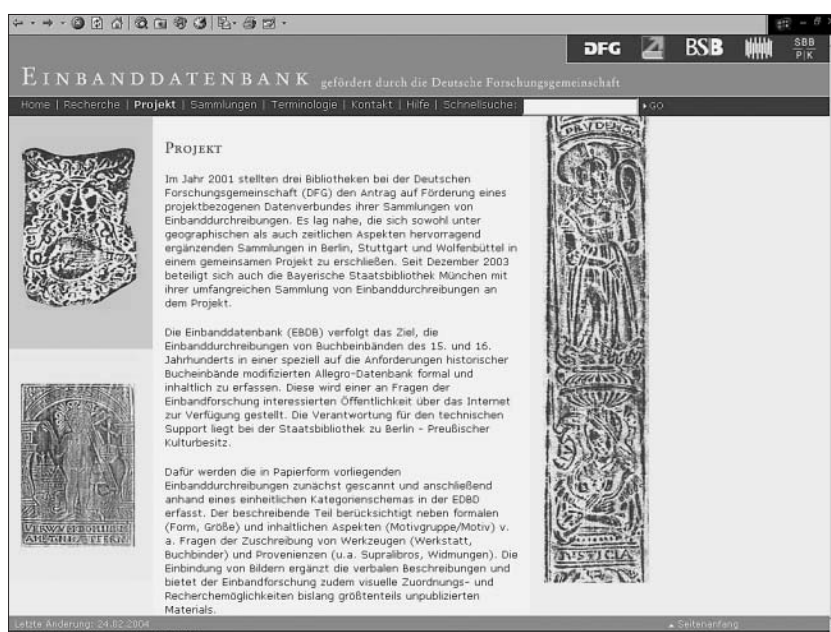 DFG BSB SBB
PK
EINBANDDATENBANK gefördert durch die Deutsche Forschungsgemeinschaft
Home | Recherche | Projekt | Sammlungen | Terminologie | Kontakt | Hilfe | Schnellsuche: GO
PROJEKT
Im Jahr 2001 stellten drei Bibliotheken bei der Deutschen
Forschungsgemeinschaft (DFG) den Antrag auf Förderung eines
projektbezogenen Datenverbundes ihrer Sammlungen von
Einbanddurchreibungen. Es lag nahe, die sich sowohl unter
geographischen als auch zeitlichen Aspekten hervorragend
ergänzenden Sammlungen in Berlin, Stuttgart und Wolfenbüttel in
einem gemeinsamen Projekt zu erschließen. Seit Dezember 2003
beteiligt sich auch die Bayerische Staatsbibliothek München mit
ihrer umfangreichen Sammlung von Einbanddurchreibungen an
dem Projekt.
Die Einbanddatenbank (EBDB) verfolgt das Ziel, die
Einbanddurchreibungen von Buchbeinbänden des 15. und 16.
Jahrhunderts in einer speziell auf die Anforderungen historischer
Bucheinbände modifizierten Allegro-Datenbank formal und
inhaltlich zu erfassen. Diese wird einer an Fragen der
Einbandforschung interessierten Öffentlichkeit über das Internet
zur Verfügung gestellt. Die Verantwortung für den technischen
Support liegt bei der Staatsbibliothek zu Berlin - Preußischer
Kulturbesitz.
Dafür werden die in Papierform vorliegenden
Einbanddurchreibungen zunächst gescannt und anschließend
anhand eines einheitlichen Kategorienschemas in der EDBD
erfasst. Der beschreibende Teil berücksichtigt neben formalen
(Form, Größe) und inhaltlichen Aspekten (Motivgruppe/Motiv) v.
a. Fragen der Zuschreibung von Werkzeugen (Werkstatt,
Buchbinder) und Provenienzen (u.a. Supralibros, Widmungen). Die
Einbindung von Bildern ergänzt die verbalen Beschreibungen und
bietet der Einbandforschung zudem visuelle Zuordnungs- und
Recherchemöglichkeiten bislang größtenteils unpublizierten
Materials.
PRVDENCIA
IVSTICIA
Letzte Änderung: 24.02.2004
Seitenanfang